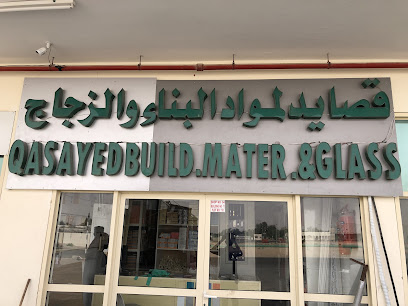 قصايد لمواد البناء والزجاج
QASAYED BUILD. MATER. & GLASS